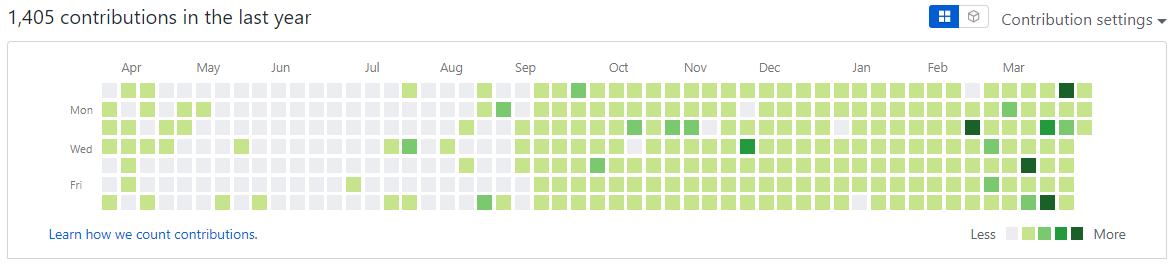 1,405 contributions in the last year
Contribution settings
Apr May Jun Jul Aug Sep Oct Nov Dec Jan Feb Mar
Mon
Wed
Fri
Learn how we count contributions.
Less More